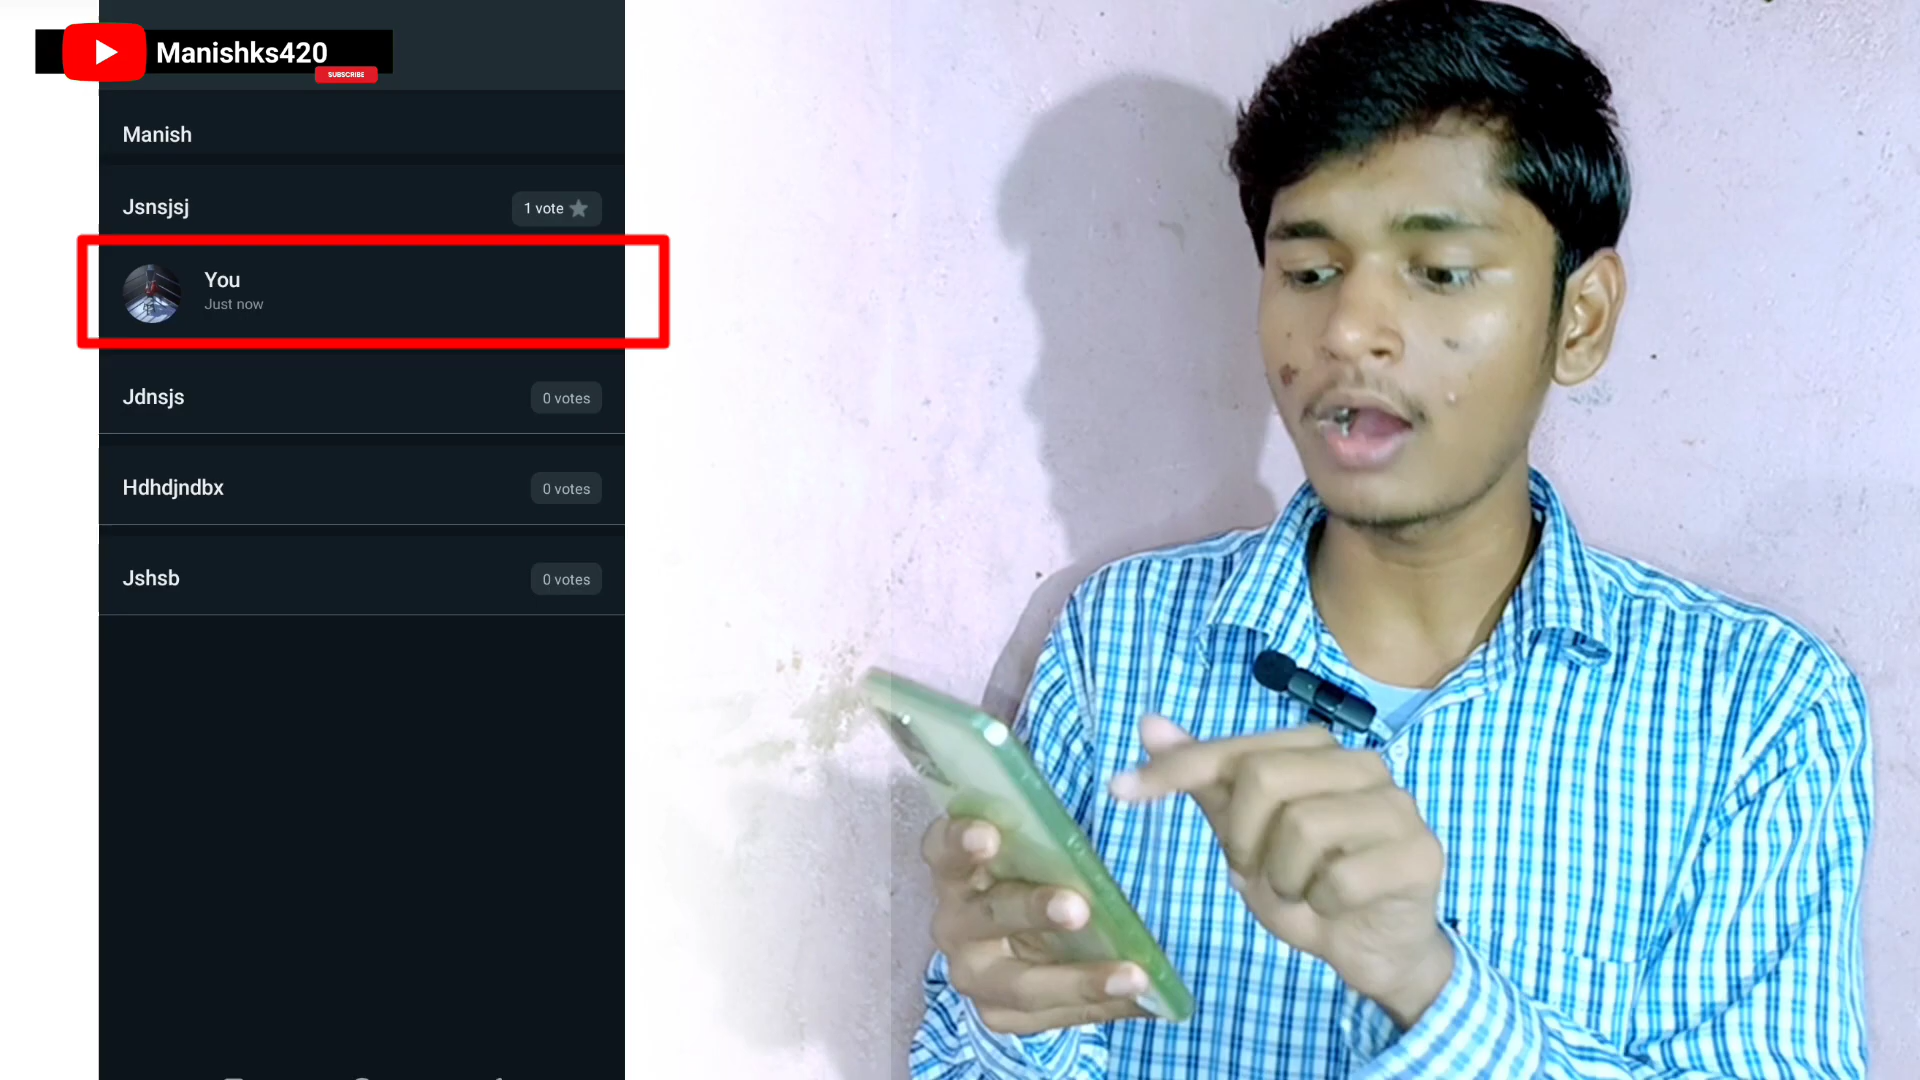 Manishks420
SUBSCRIBE
Manish
Jsnsjsj
1 vote
You
Just now
Jdnsjs
0 votes
Hdhdjndbx
0 votes
Jshsb
0 votes